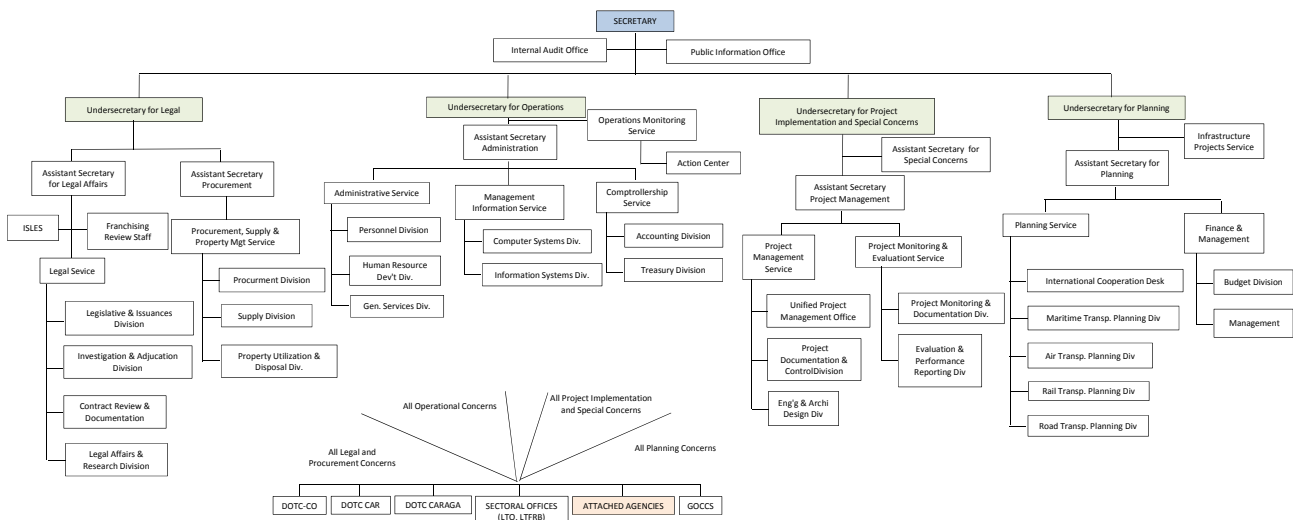 SECRETARY
Internal Audit Office
Public Information Office
Undersecretary for Legal
Undersecretary for Operations
Undersecretary for Project
Implementation and Special Concerns
Undersecretary for Planning
Assistant Secretary
for Legal Affairs
Assistant Secretary
Procurement
ISLES
Franchising
Review Staff
Procurement, Supply &
Property Mgt Service
Legal Sevice
Legislative & Issuances
Division
Investigation & Adjucation
Division
Contract Review &
Documentation
Legal Affairs &
Research Division
Procurment Division
Supply Division
Property Utilization &
Disposal Div.
Assistant Secretary
Administration
Operations Monitoring
Service
Action Center
Administrative Service
Management
Information Service
Comptrollership
Service
Personnel Division
Human Resource
Dev't Div.
Gen. Services Div.
Computer Systems Div.
Information Systems Div.
Accounting Division
Treasury Division
Assistant Secretary for
Special Concerns
Assistant Secretary
Project Management
Project
Management
Service
Project Monitoring &
Evaluationt Service
Unified Project
Management Office
Project
Documentation &
ControlDivision
Eng'g & Archi
Design Div
Project Monitoring &
Documentation Div.
Evaluation &
Performance
Reporting Div
Infrastructure
Projects Service
Assistant Secretary for
Planning
Planning Service
Finance &
Management
International Cooperation Desk
Maritime Transp. Planning Div
Air Transp. Planning Div
Rail Transp. Planning Div
Road Transp. Planning Div
Budget Division
Management
All Legal and
Procurement Concerns
All Operational Concerns
All Project Implementation
and Special Concerns
All Planning Concerns
DOTC-CO
DOTC CAR
DOTC CARAGA
SECTORAL OFFICES
(LTO, LTFRB)
ATTACHED AGENCIES
GOCCS